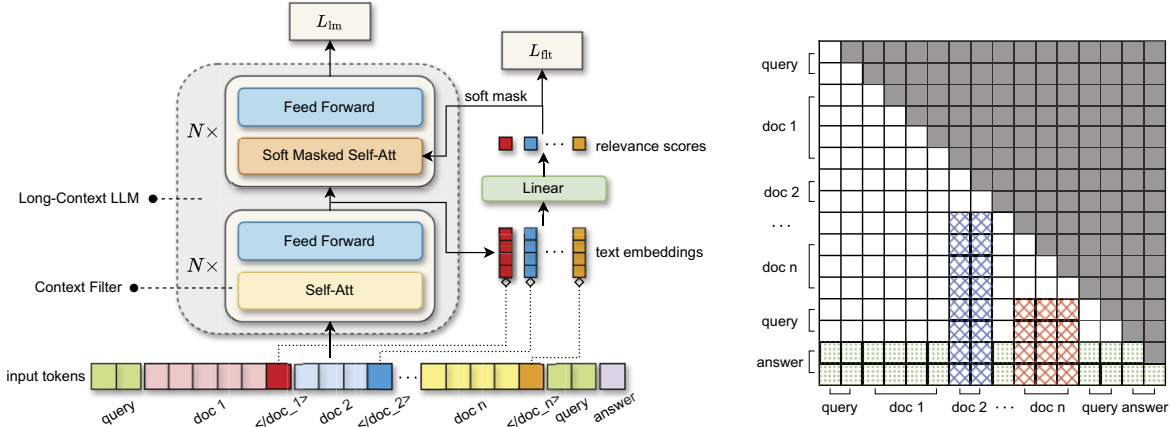 L_lm
L_flt
soft mask
Feed Forward
N×
Soft Masked Self-Att
relevance scores
Linear
Long-Context LLM
Feed Forward
N×
text embeddings
Context Filter
Self-Att
input tokens
...
query
doc 1
</doc_1>
doc 2
</doc_2>
doc n
</doc_n>
query
answer
query
doc 1
doc 2
...
doc n
query
answer
query
doc 1
doc 2
...
doc n
query
answer